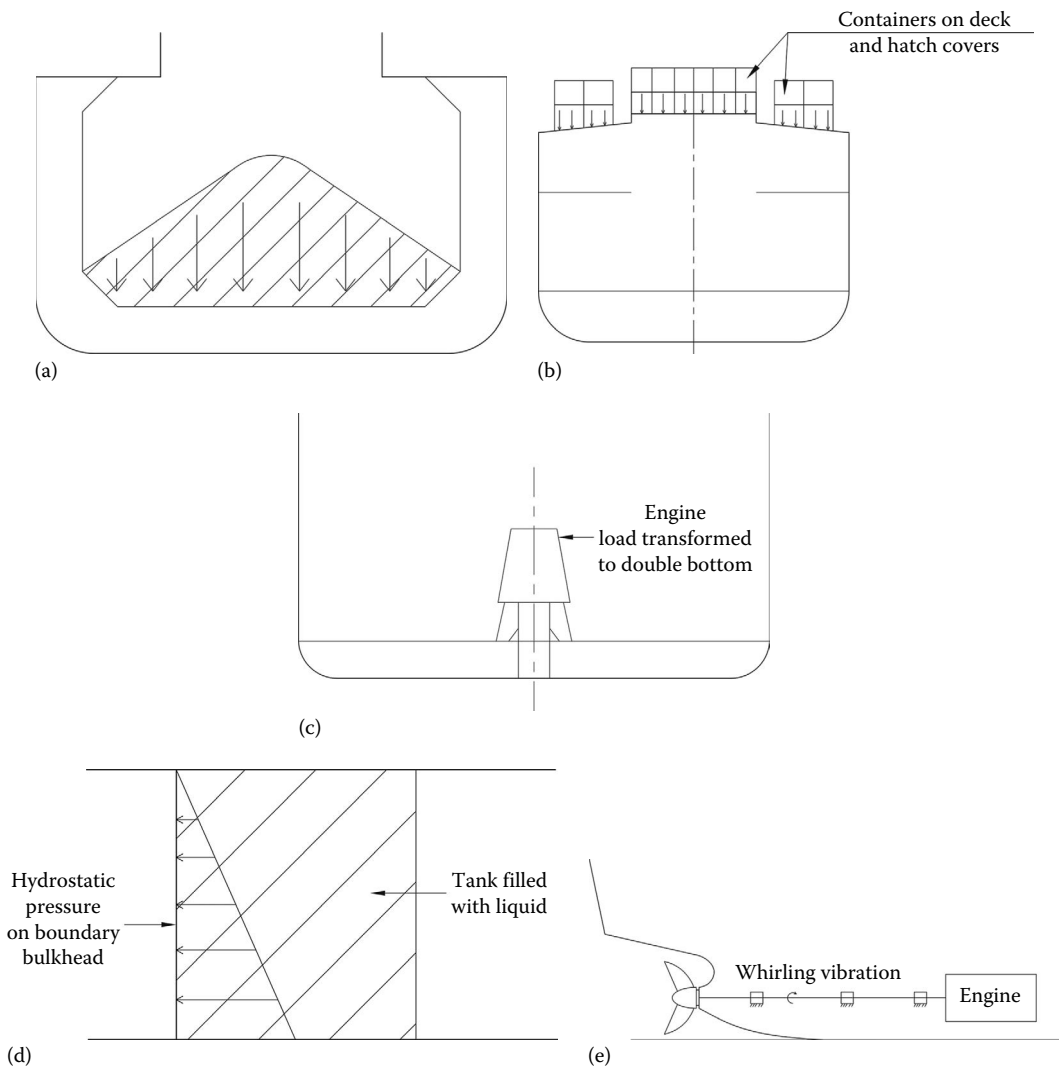 Containers on deck
and hatch covers
(a)
(b)
Engine
load transformed
to double bottom
(c)
Hydrostatic
pressure
on boundary
bulkhead
Tank filled
with liquid
(d)
Whirling vibration
Engine
(e)